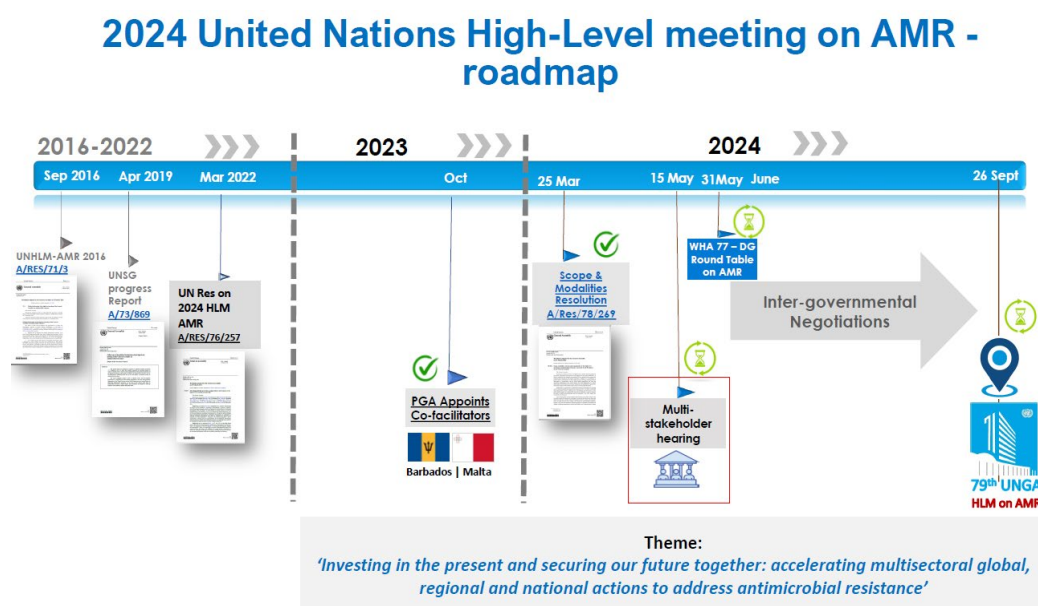 2024 United Nations High-Level meeting on AMR -
roadmap
2016-2022
2023
2024
Sep 2016
Apr 2019
Mar 2022
Oct
25 Mar
15 May
31May
June
26 Sept
UNHLM-AMR 2016
A/RES/71/3
UNSG
progress
Report
A/73/869
UN Res on
2024 HLM
AMR
A/RES/76/257
PGA Appoints
Co-facilitators
Barbados | Malta
Scope &
Modalities
Resolution
A/Res/78/269
Multi-
stakeholder
hearing
WHA 77 – DG
Round Table
on AMR
Inter-governmental
Negotiations
79th UNGA
HLM on AMR
Theme:
‘Investing in the present and securing our future together: accelerating multisectoral global,
regional and national actions to address antimicrobial resistance’